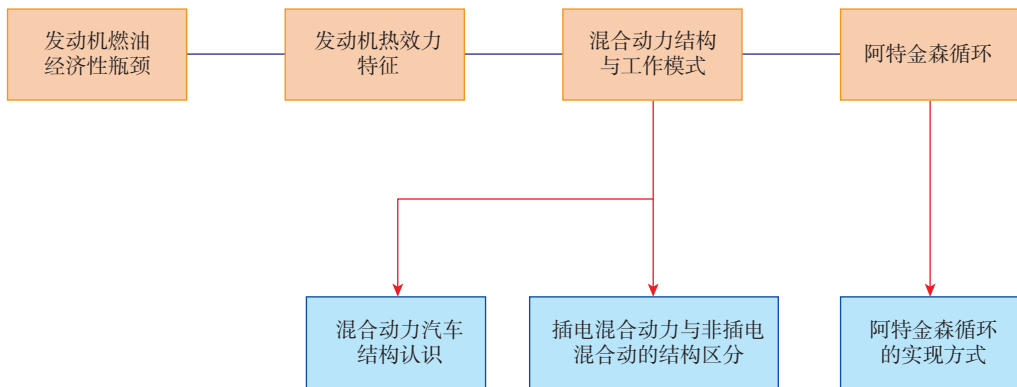 发动机燃油
经济性瓶颈
发动机热效力
特征
混合动力结构
与工作模式
阿特金森循环
混合动力汽车
结构认识
插电混合动力与非插电
混合动的结构区分
阿特金森循环
的实现方式